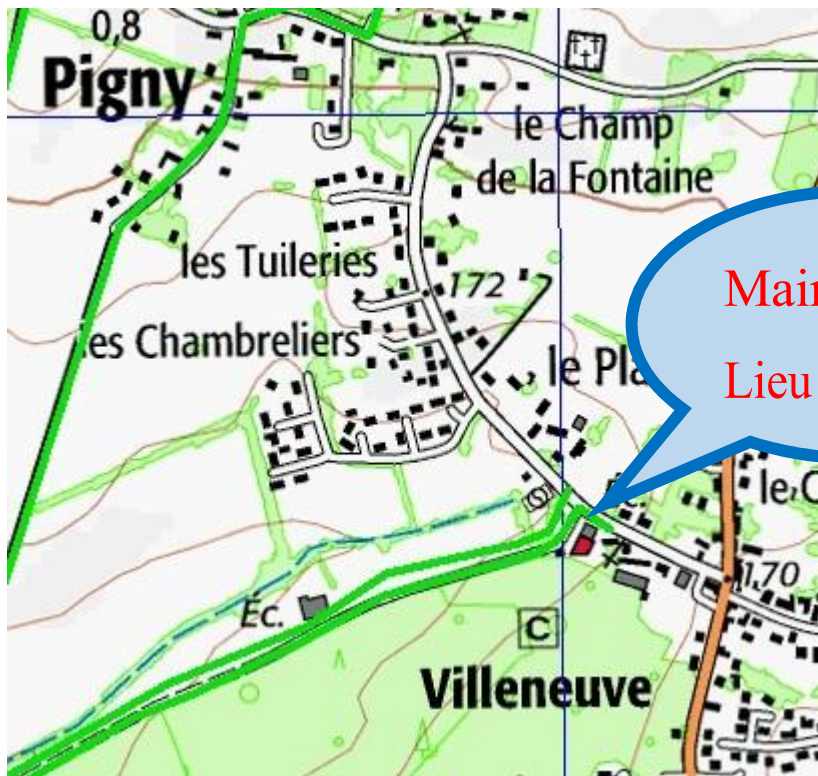 0,8
Pigny
le Champ
de la Fontaine
les Tuileries
172
les Chambreliers
le Pla
Mair
Lieu
le C
170
Éc.
C
Villeneuve